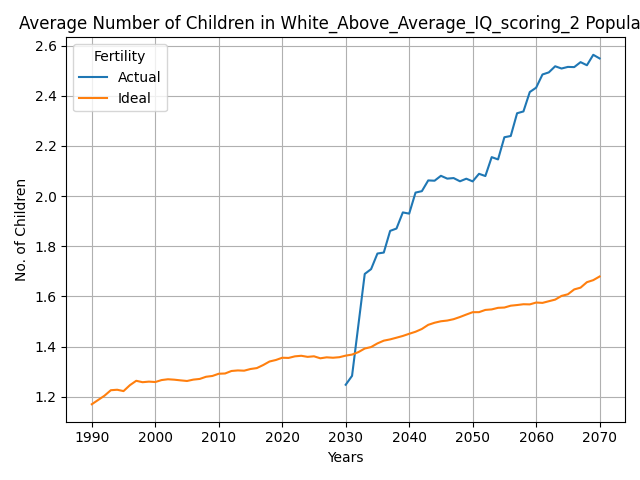 Average Number of Children in White_Above_Average_IQ_scoring_2 Popula
Fertility
Actual
Ideal
2.6
2.4
2.2
2.0
1.8
1.6
1.4
1.2
No. of Children
1990 2000 2010 2020 2030 2040 2050 2060 2070
Years